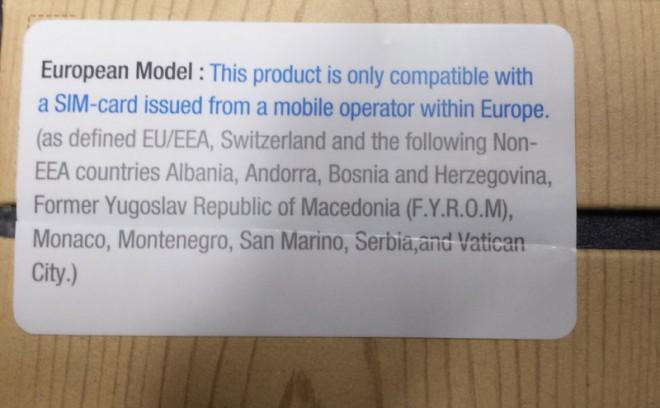 European Model : This product is only compatible with
a SIM-card issued from a mobile operator within Europe.
(as defined EU/EEA, Switzerland and the following Non-
EEA countries Albania, Andorra, Bosnia and Herzegovina,
Former Yugoslav Republic of Macedonia (F.Y.R.O.M),
Monaco, Montenegro, San Marino, Serbia,and Vatican
City.)